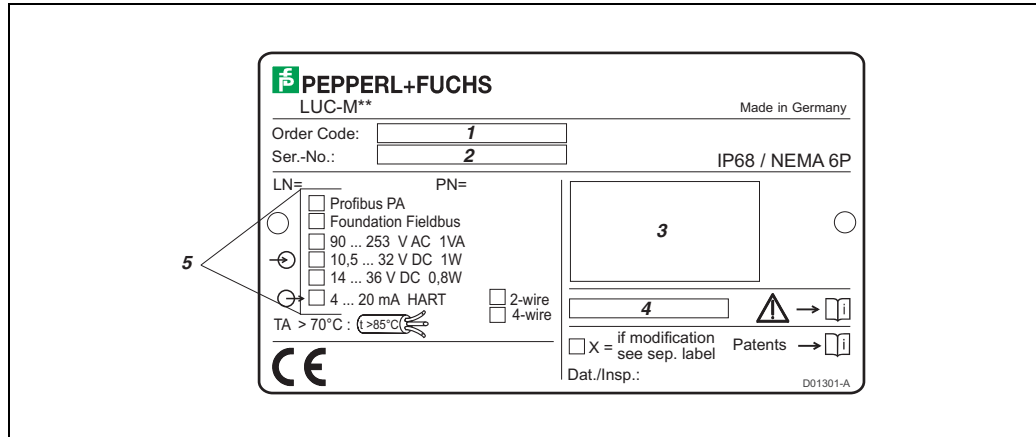 PEPPERL+FUCHS
LUC-M**
Made in Germany
Order Code:
1
Ser.-No.:
2
IP68 / NEMA 6P
LN=
PN=
Profibus PA
Foundation Fieldbus
90 ... 253 V AC 1VA
10,5 ... 32 V DC 1W
14 ... 36 V DC 0,8W
4 ... 20 mA HART
2-wire
4-wire
5
TA > 70°C :
t >85°C
3
4
i
X = if modification
see sep. label
Patents
i
Dat./Insp.:
CE
D01301-A